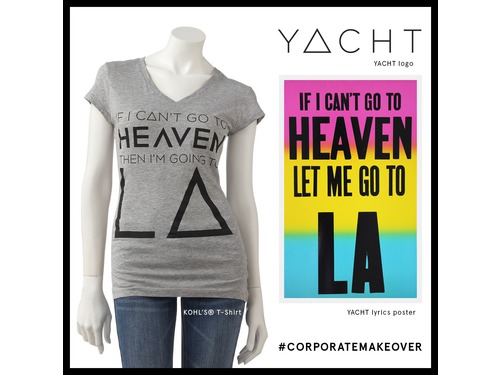 YACHT
YACHT logo
IF I CAN'T GO TO
HEAVEN
THEN I'M GOING TO
LA
KOHL'S® T-Shirt
IF I CAN'T GO TO
HEAVEN
LET ME GO TO
LA
YACHT lyrics poster
#CORPORATEMAKEOVER